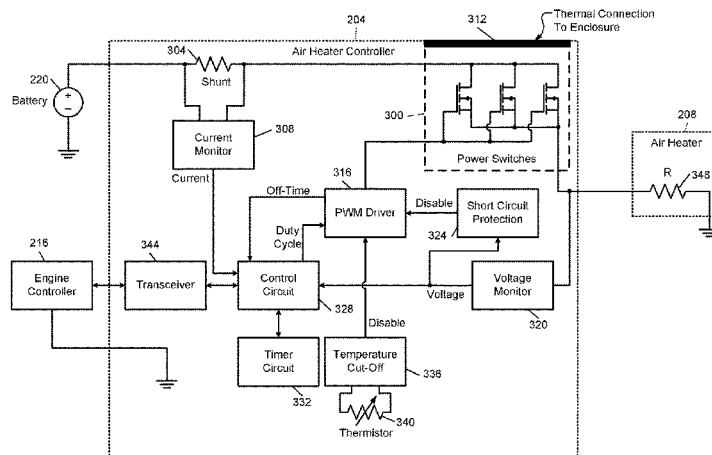 204
312
Thermal Connection
To Enclosure
304
Air Heater Controller
Shunt
220
Battery
+
−
300
308
Current
Monitor
Power Switches
208
Air Heater
R
348
Current
316
Off-Time
PWM Driver
Disable
Short Circuit
Protection
324
Duty
Cycle
216
344
Engine
Controller
Transceiver
Control
Circuit
328
Voltage
Voltage
Monitor
320
Disable
Timer
Circuit
332
Temperature
Cut-Off
336
340
Thermistor